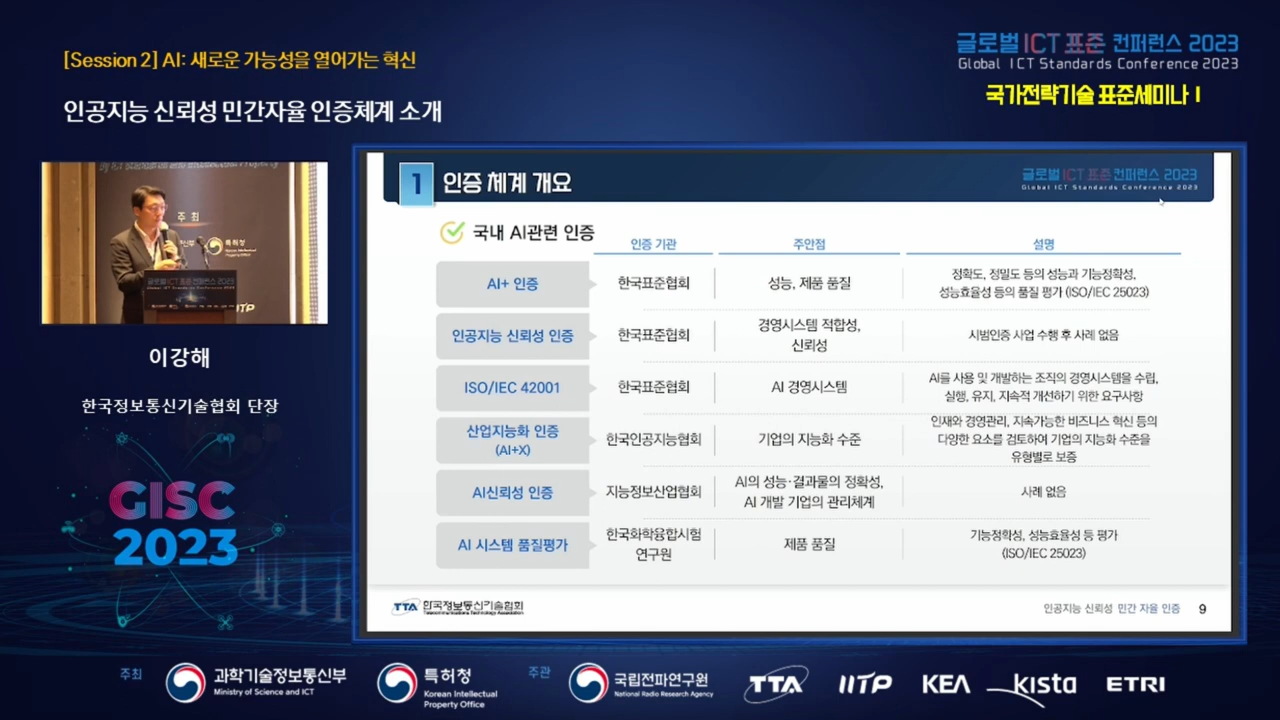 [Session 2] AI: 새로운 가능성을 열어가는 혁신
인공지능 신뢰성 민간자율 인증체계 소개
글로벌 ICT 표준 컨퍼런스 2023
Global ICT Standards Conference 2023
국가전략기술 표준세미나 I
주 최
특허청
이강해
한국정보통신기술협회 단장
GISC
2023
1 인증 체계 개요
글로벌 ICT 표준 컨퍼런스 2023
Global ICT Standards Conference 2023
국내 AI관련 인증
인증 기관 주안점 설명
AI+ 인증 한국표준협회 성능, 제품 품질 정확도, 정밀도 등의 성능과 기능정확성,
성능효율성 등의 품질 평가 (ISO/IEC 25023)
인공지능 신뢰성 인증 한국표준협회 경영시스템 적합성,
신뢰성 시범인증 사업 수행 후 사례 없음
ISO/IEC 42001 한국표준협회 AI 경영시스템 AI를 사용 및 개발하는 조직의 경영시스템을 수립,
실행, 유지, 지속적 개선하기 위한 요구사항
산업지능화 인증
(AI+X) 한국인공지능협회 기업의 지능화 수준 인재와 경영관리, 지속가능한 비즈니스 혁신 등의
다양한 요소를 검토하여 기업의 지능화 수준을
유형별로 보증
AI신뢰성 인증 지능정보산업협회 AI의 성능·결과물의 정확성,
AI 개발 기업의 관리체계 사례 없음
AI 시스템 품질평가 한국화학융합시험
연구원 제품 품질 기능정학성, 성능효율성 등 평가
(ISO/IEC 25023)
TTA 한국정보통신기술협회
Telecommunications Technology Association
인공지능 신뢰성 민간 자율 인증 9
주최 과학기술정보통신부
Ministry of Science and ICT
특허청
Korean Intellectual
Property Office
주관 국립전파연구원
National Radio Research Agency
TTA IITP KEA kista ETRI